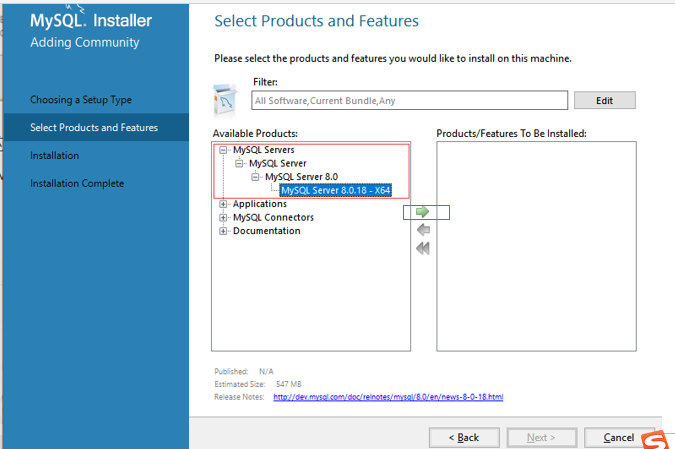 MySQL. Installer
Adding Community
Choosing a Setup Type
Select Products and Features
Installation
Installation Complete
Select Products and Features
Please select the products and features you would like to install on this machine.
Filter:
All Software,Current Bundle,Any
Edit
Available Products:
MySQL Servers
MySQL Server
MySQL Server 8.0
MySQL Server 8.0.18 - X64
Applications
MySQL Connectors
Documentation
Products/Features To Be Installed:
Published: N/A
Estimated Size: 547 MB
Release Notes: http://dev.mysql.com/doc/relnotes/mysql/8.0/en/news-8-0-18.html
< Back
Next >
Cancel